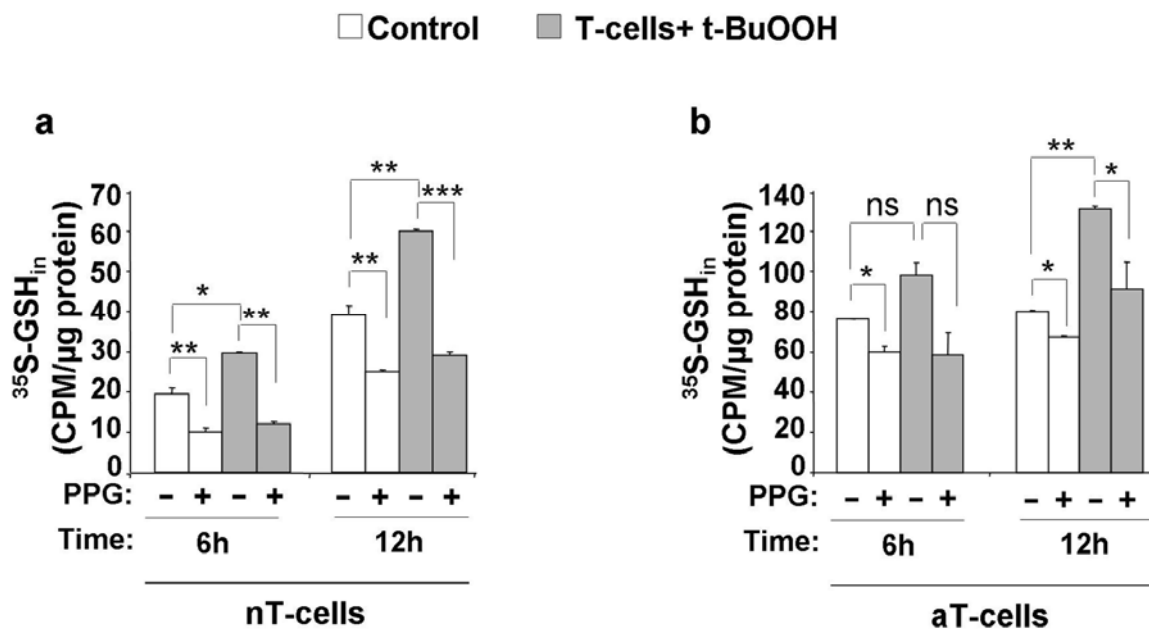 Control T-cells+ t-BuOOH
a
³⁵S-GSHᵢₙ
(CPM/µg protein)
70
60
50
40
30
20
10
0
** ***
**
*
** **
PPG: – + – + – + – +
Time: 6h 12h
nT-cells
b
³⁵S-GSHᵢₙ
(CPM/µg protein)
140
120
100
80
60
40
20
0
** *
ns ns
* *
PPG: – + – + – + – +
Time: 6h 12h
aT-cells